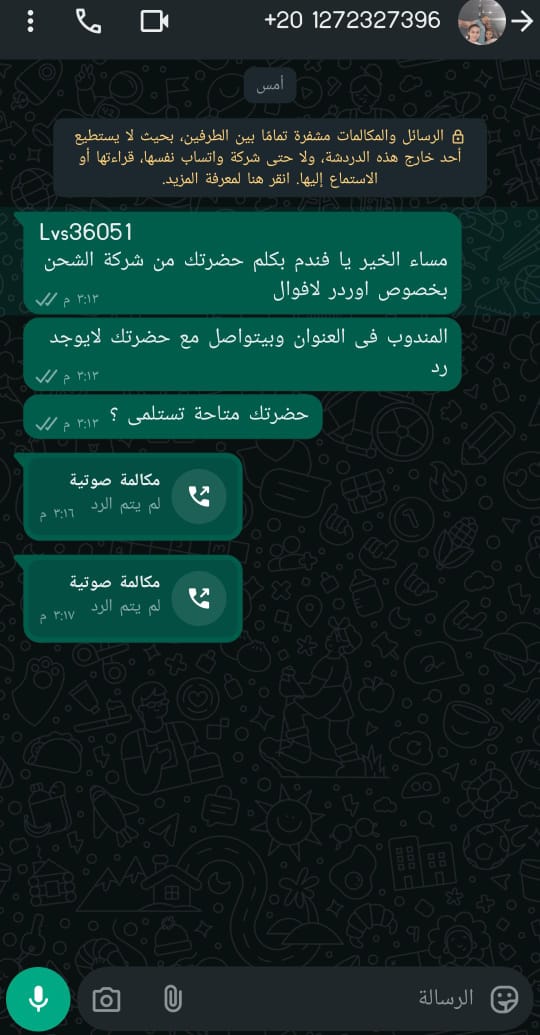 +20 1272327396
أمس
الرسائل والمكالمات مشفرة تمامًا بين الطرفين، بحيث لا يستطيع
أحد خارج هذه الدردشة، ولا حتى شركة واتساب نفسها، قراءتها أو
الاستماع إليها. انقر هنا لمعرفة المزيد.
Lvs36051
مساء الخير يا فندم بكلم حضرتك من شركة الشحن
بخصوص اوردر لافوال
٣:١٣ م
المندوب فى العنوان وبيتواصل مع حضرتك لايوجد
رد
٣:١٣ م
حضرتك متاحة تستلمى ؟
٣:١٣ م
مكالمة صوتية
لم يتم الرد ٣:١٦ م
مكالمة صوتية
لم يتم الرد ٣:١٧ م
الرسالة